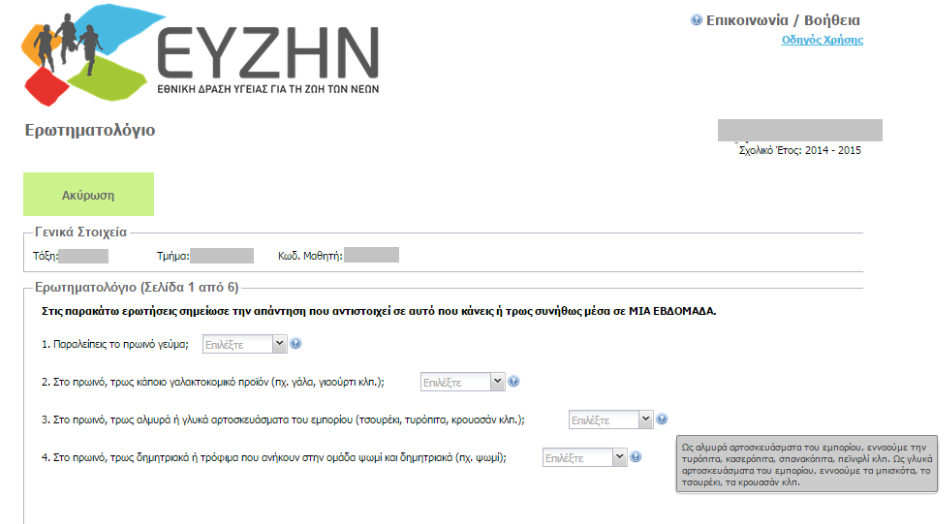 Επικοινωνία / Βοήθεια
Οδηγός Χρήσης
ΕΥΖΗΝ
ΕΘΝΙΚΗ ΔΡΑΣΗ ΥΓΕΙΑΣ ΓΙΑ ΤΗ ΖΩΗ ΤΩΝ ΝΕΩΝ
Ερωτηματολόγιο
Σχολικό Έτος: 2014 - 2015
Ακύρωση
Γενικά Στοιχεία
Τάξη: Τμήμα: Κωδ. Μαθητή:
Ερωτηματολόγιο (Σελίδα 1 από 6)
Στις παρακάτω ερωτήσεις σημείωσε την απάντηση που αντιστοιχεί σε αυτό που κάνεις ή τρως συνήθως μέσα σε ΜΙΑ ΕΒΔΟΜΑΔΑ.
1. Παραλείπεις το πρωινό γεύμα; Επιλέξτε
2. Στο πρωινό, τρως κάποιο γαλακτοκομικό προϊόν (πχ. γάλα, γιαούρτι κλπ.); Επιλέξτε
3. Στο πρωινό, τρως αλμυρά ή γλυκά αρτοσκευάσματα του εμπορίου (τσουρέκι, τυρόπιτα, κρουασάν κλπ.); Επιλέξτε
4. Στο πρωινό, τρως δημητριακά ή τρόφιμα που ανήκουν στην ομάδα ψωμί και δημητριακά (πχ. ψωμί); Επιλέξτε
Ως αλμυρά αρτοσκευάσματα του εμπορίου, εννοούμε την
τυρόπιτα, κασερόπιτα, σπανακόπιτα, πεϊνιρλί κλπ. Ως γλυκά
αρτοσκευάσματα του εμπορίου, εννοούμε τα μπισκότα, το
τσουρέκι, τα κρουασάν κλπ.